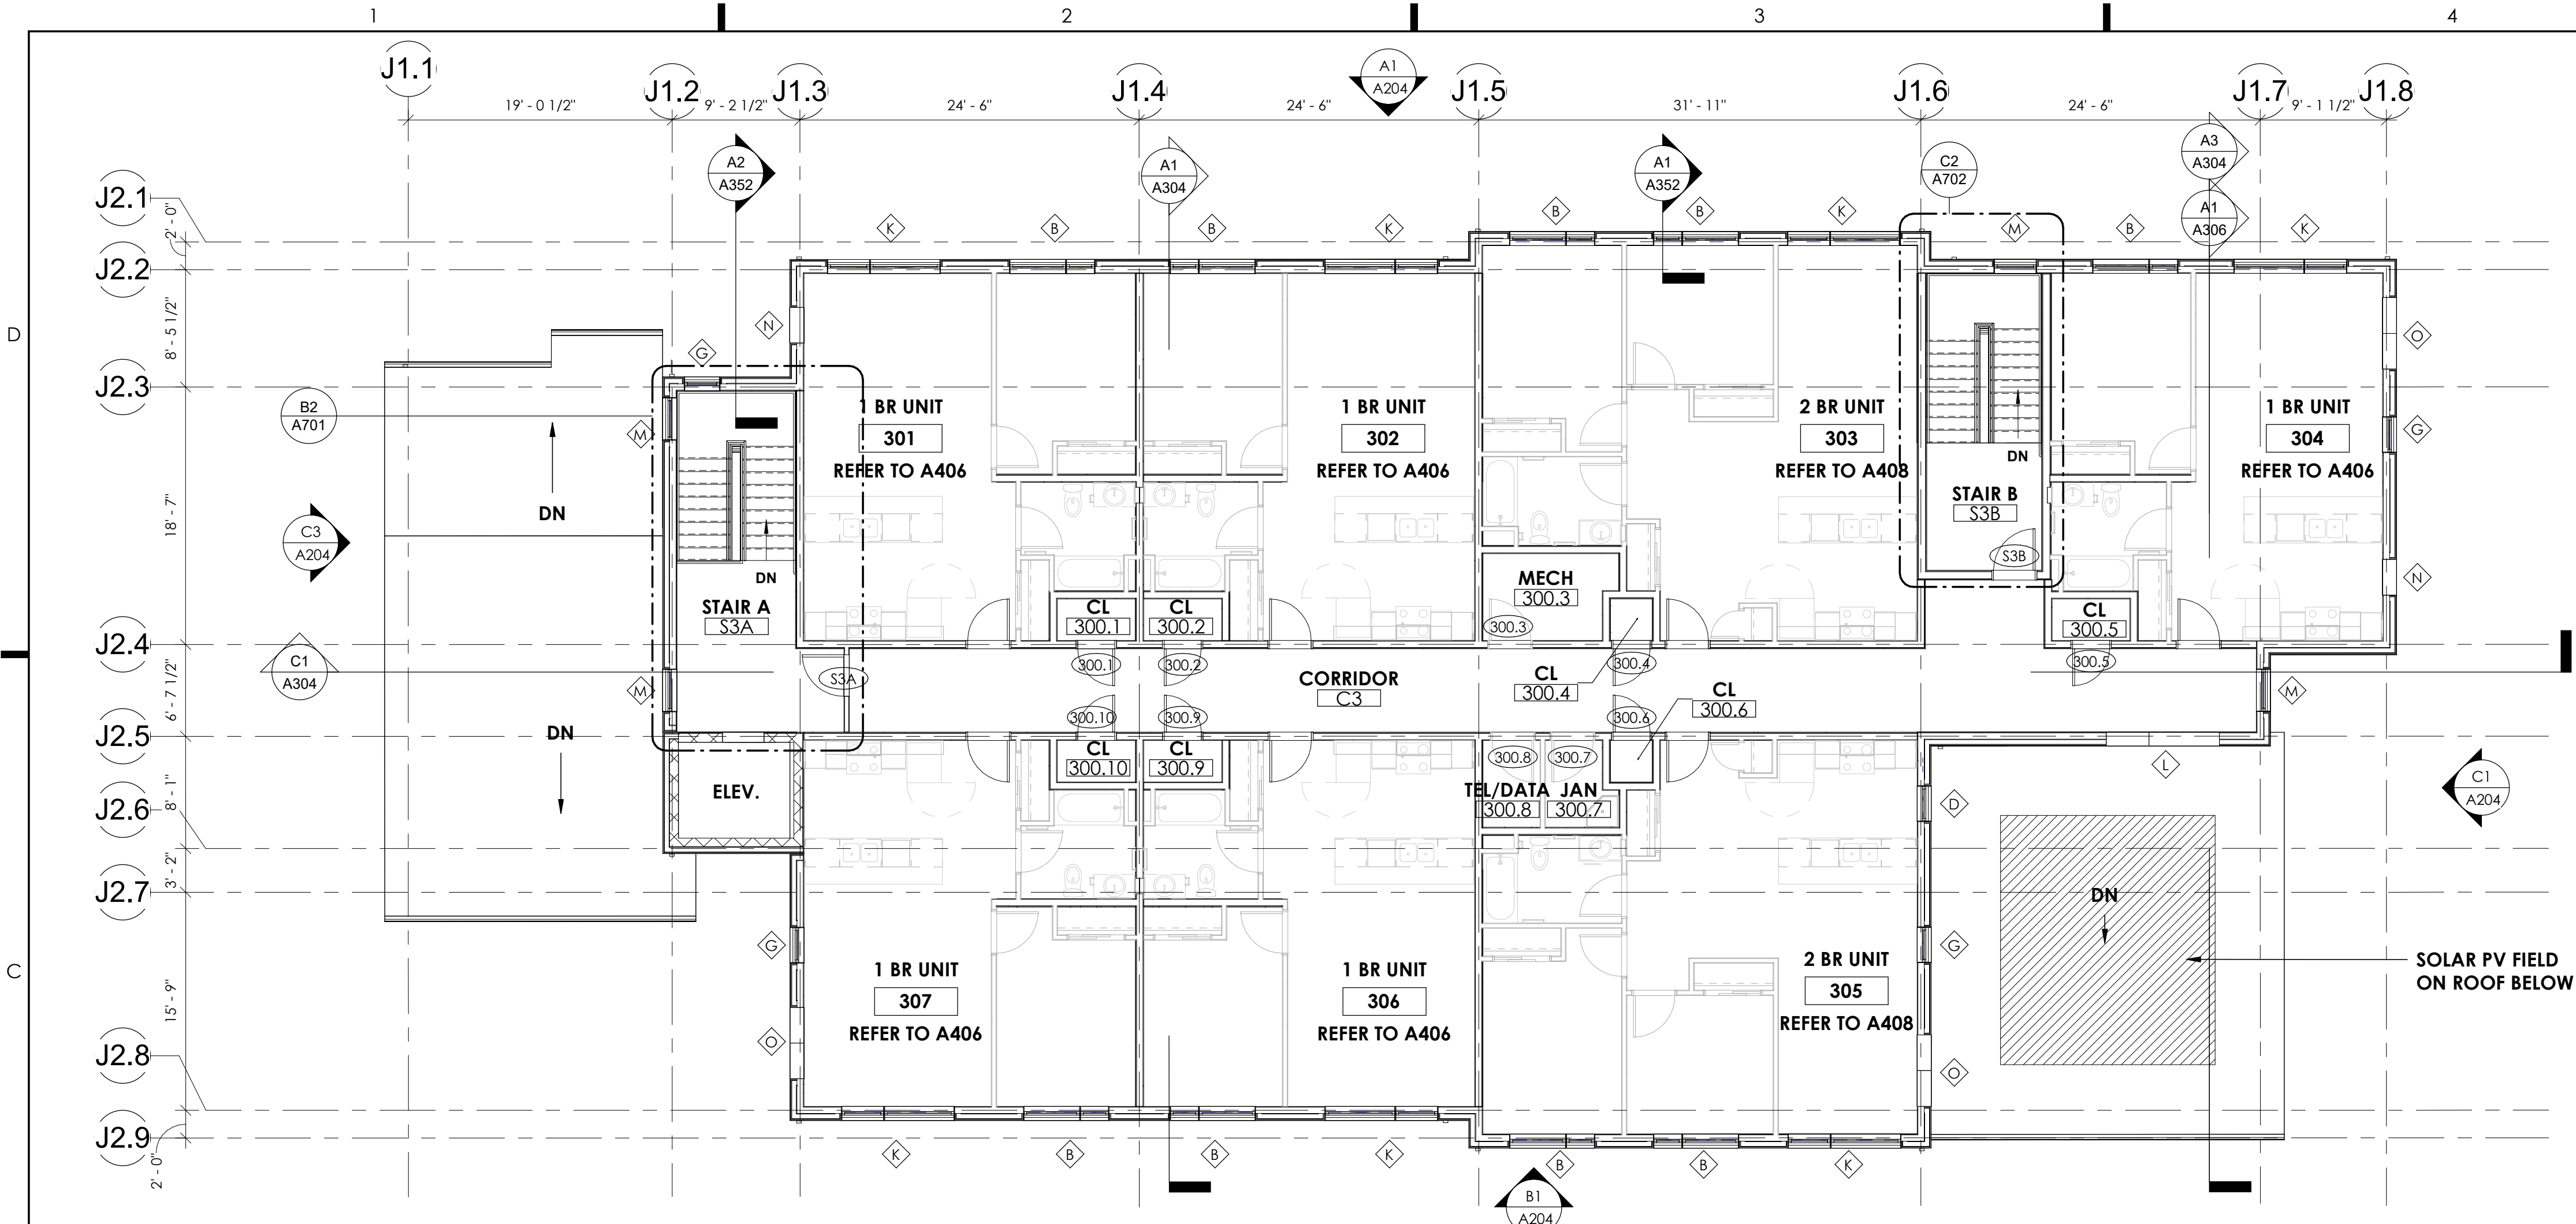 1
2
3
4
D
C
J1.1
J1.2
J1.3
J1.4
J1.5
J1.6
J1.7
J1.8
19' - 0 1/2"
9' - 2 1/2"
24' - 6"
24' - 6"
31' - 11"
24' - 6"
9' - 1 1/2"
A1
A204
A2
A352
A1
A304
A1
A352
C2
A702
A3
A304
A1
A306
J2.1
J2.2
J2.3
J2.4
J2.5
J2.6
J2.7
J2.8
J2.9
2' - 0"
8' - 5 1/2"
18' - 7"
6' - 7 1/2"
8' - 1"
3' - 2"
15' - 9"
2' - 0"
K
B
B
K
B
B
K
M
B
K
N
G
M
M
O
G
N
M
L
D
G
O
G
O
K
B
B
K
B
B
K
B2
A701
C3
A204
C1
A304
C1
A204
B1
A204
DN
DN
1 BR UNIT
301
REFER TO A406
1 BR UNIT
302
REFER TO A406
2 BR UNIT
303
REFER TO A408
1 BR UNIT
304
REFER TO A406
DN
STAIR A
S3A
S3A
DN
STAIR B
S3B
S3B
CL
300.1
CL
300.2
MECH
300.3
300.3
CL
300.5
300.1
300.2
300.4
300.5
CORRIDOR
C3
CL
300.4
CL
300.6
300.10
300.9
300.6
ELEV.
CL
300.10
CL
300.9
300.8
300.7
TEL/DATA
300.8
JAN
300.7
1 BR UNIT
307
REFER TO A406
1 BR UNIT
306
REFER TO A406
2 BR UNIT
305
REFER TO A408
DN
SOLAR PV FIELD
ON ROOF BELOW